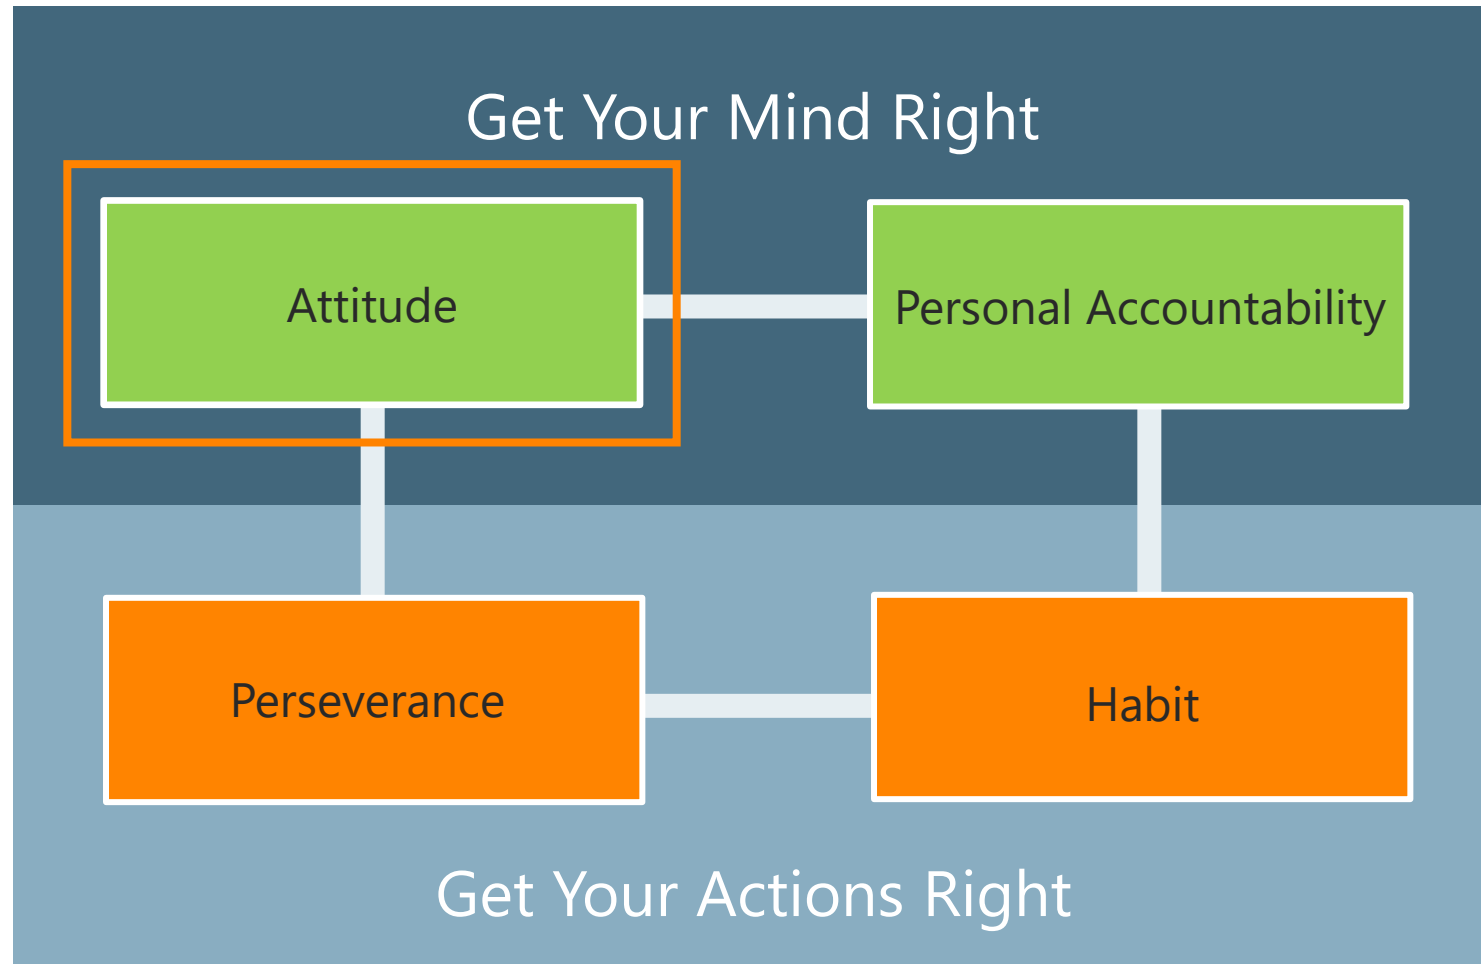 Get Your Mind Right
Attitude
Personal Accountability
Perseverance
Habit
Get Your Actions Right